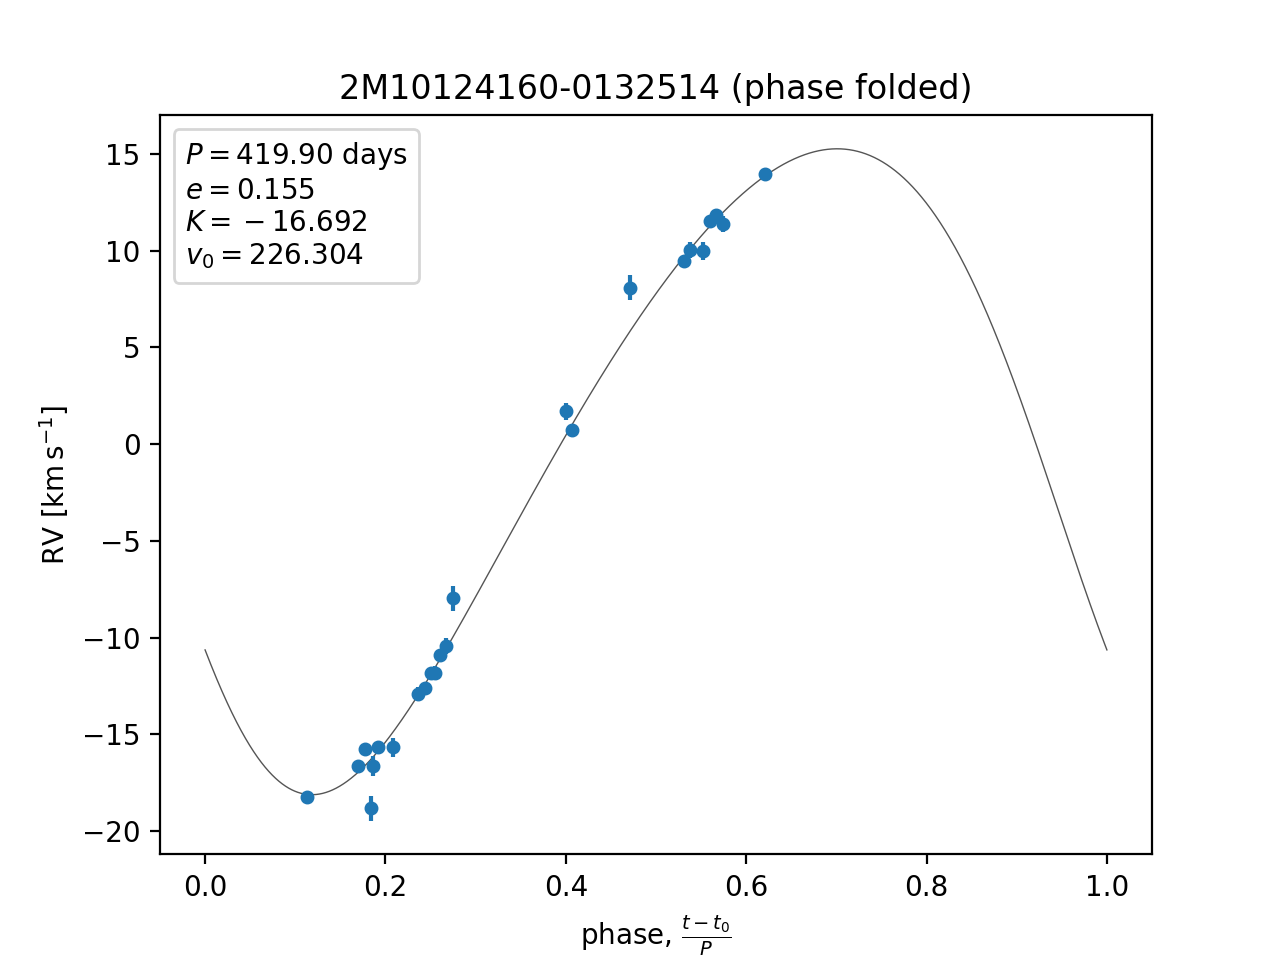 2M10124160-0132514 (phase folded)
P = 419.90 days
e = 0.155
K = −16.692
v₀ = 226.304
15
10
5
0
−5
−10
−15
−20
RV [km s⁻¹]
0.0 0.2 0.4 0.6 0.8 1.0
phase, (t − t₀)/P